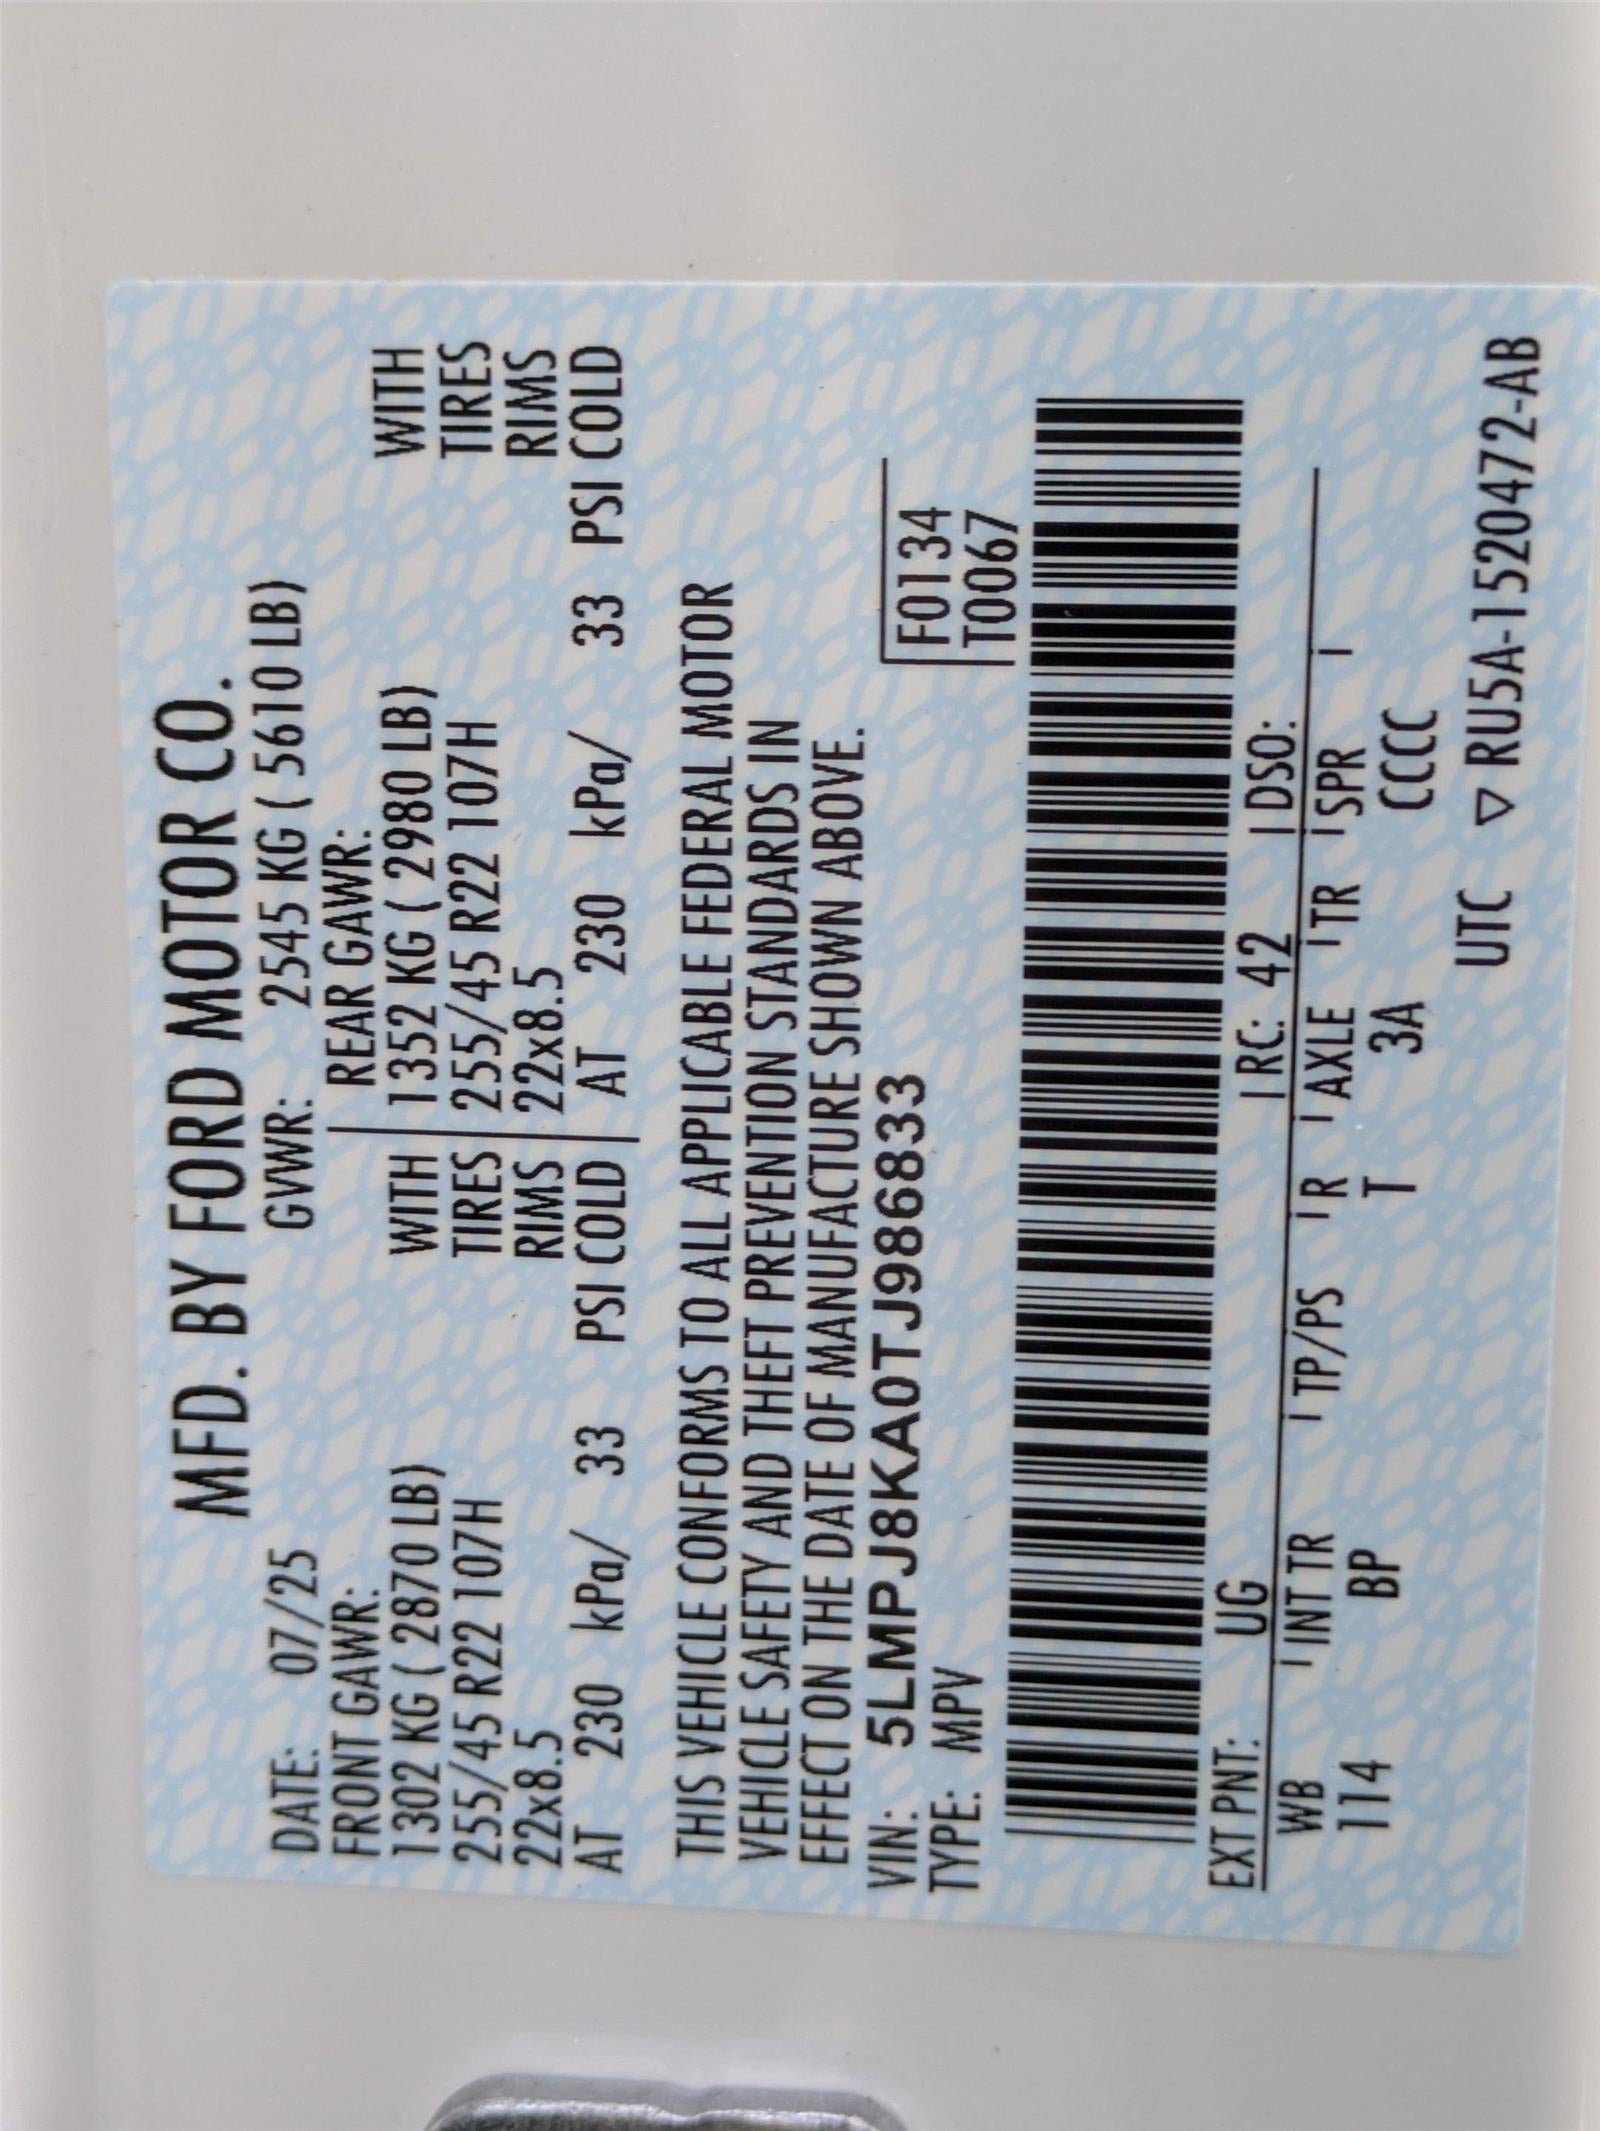 MFD. BY FORD MOTOR CO.
DATE: 07/25 GVWR: 2545 KG ( 5610 LB)
FRONT GAWR: REAR GAWR:
1302 KG ( 2870 LB) WITH 1352 KG ( 2980 LB) WITH
255/45 R22 107H TIRES 255/45 R22 107H TIRES
22x8.5 RIMS 22x8.5 RIMS
AT 230 kPa/ 33 PSI COLD AT 230 kPa/ 33 PSI COLD
THIS VEHICLE CONFORMS TO ALL APPLICABLE FEDERAL MOTOR
VEHICLE SAFETY AND THEFT PREVENTION STANDARDS IN
EFFECT ON THE DATE OF MANUFACTURE SHOWN ABOVE.
VIN: 5LMPJ8KA0TJ986833 F0134
TYPE: MPV T0067
EXT PNT: UG RC: 42 DSO:
WB INT TR TP/PS R AXLE TR SPR
114 BP T 3A CCCC
UTC ▽ RU5A-1520472-AB